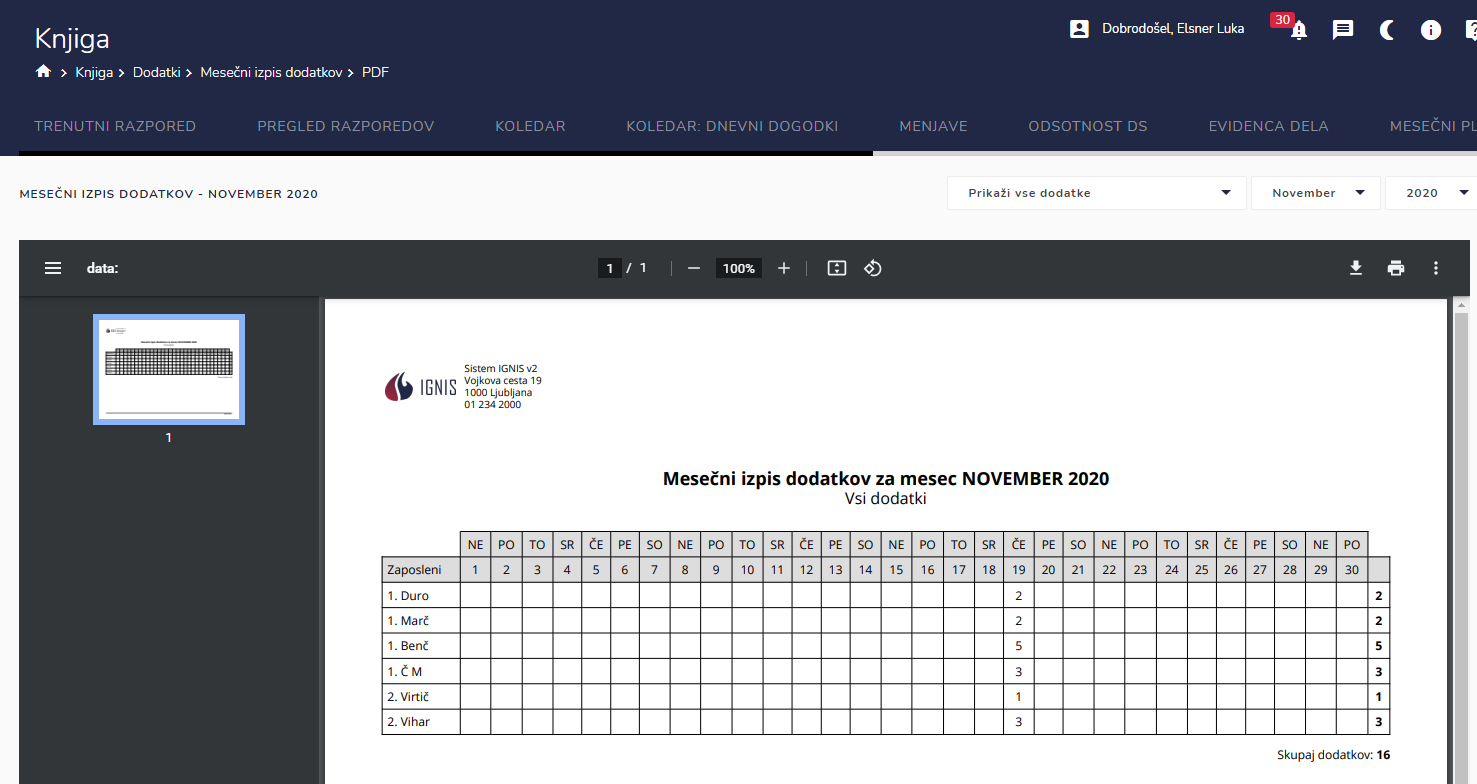 Knjiga
Dobrodošel, Elsner Luka
30
Knjiga > Dodatki > Mesečni izpis dodatkov > PDF
TRENUTNI RAZPORED PREGLED RAZPOREDOV KOLEDAR KOLEDAR: DNEVNI DOGODKI MENJAVE ODSOTNOST DS EVIDENCA DELA MESEČNI PL
MESEČNI IZPIS DODATKOV - NOVEMBER 2020
Prikaži vse dodatke November 2020
data: 1 / 1 100%
1
IGNIS
Sistem IGNIS v2
Vojkova cesta 19
1000 Ljubljana
01 234 2000
Mesečni izpis dodatkov za mesec NOVEMBER 2020
Vsi dodatki
NE PO TO SR ČE PE SO NE PO TO SR ČE PE SO NE PO TO SR ČE PE SO NE PO TO SR ČE PE SO NE PO
Zaposleni 1 2 3 4 5 6 7 8 9 10 11 12 13 14 15 16 17 18 19 20 21 22 23 24 25 26 27 28 29 30
1. Duro 2 2
1. Marč 2 2
1. Benč 5 5
1. Č M 3 3
2. Virtič 1 1
2. Vihar 3 3
Skupaj dodatkov: 16